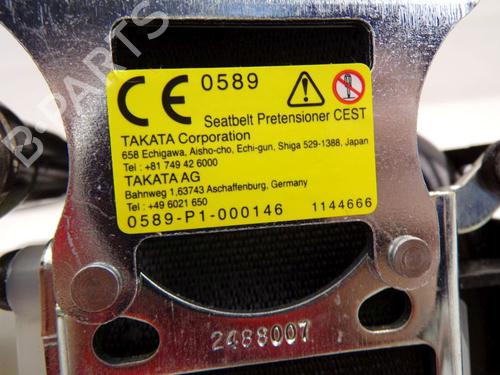 CE 0589
Seatbelt Pretensioner CEST
TAKATA Corporation
658 Echigawa, Aisho-cho, Echi-gun, Shiga 529-1388, Japan
Tel : +81 749 42 6000
TAKATA AG
Bahnweg 1,63743 Aschaffenburg, Germany
Tel : +49 6021 650
0589-P1-000146 1144666
2488007